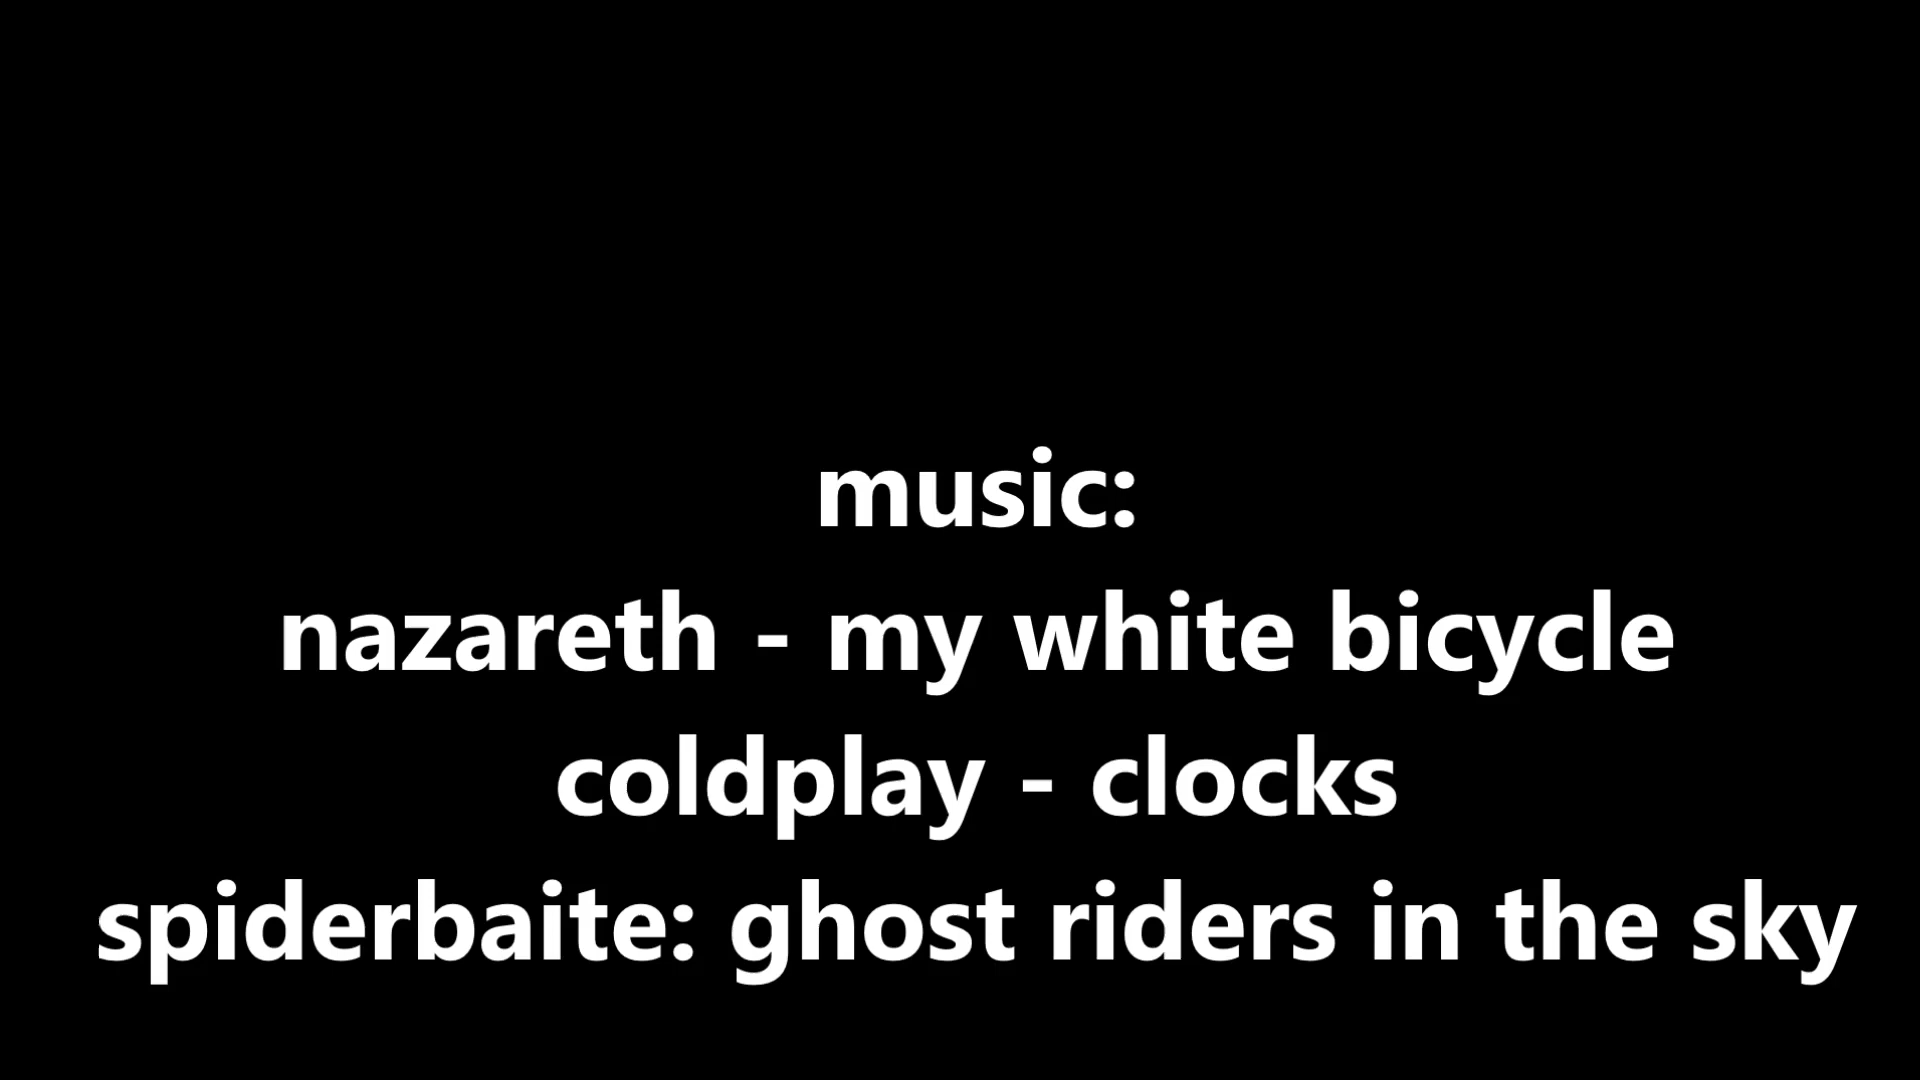 music:
nazareth - my white bicycle
coldplay - clocks
spiderbaite: ghost riders in the sky